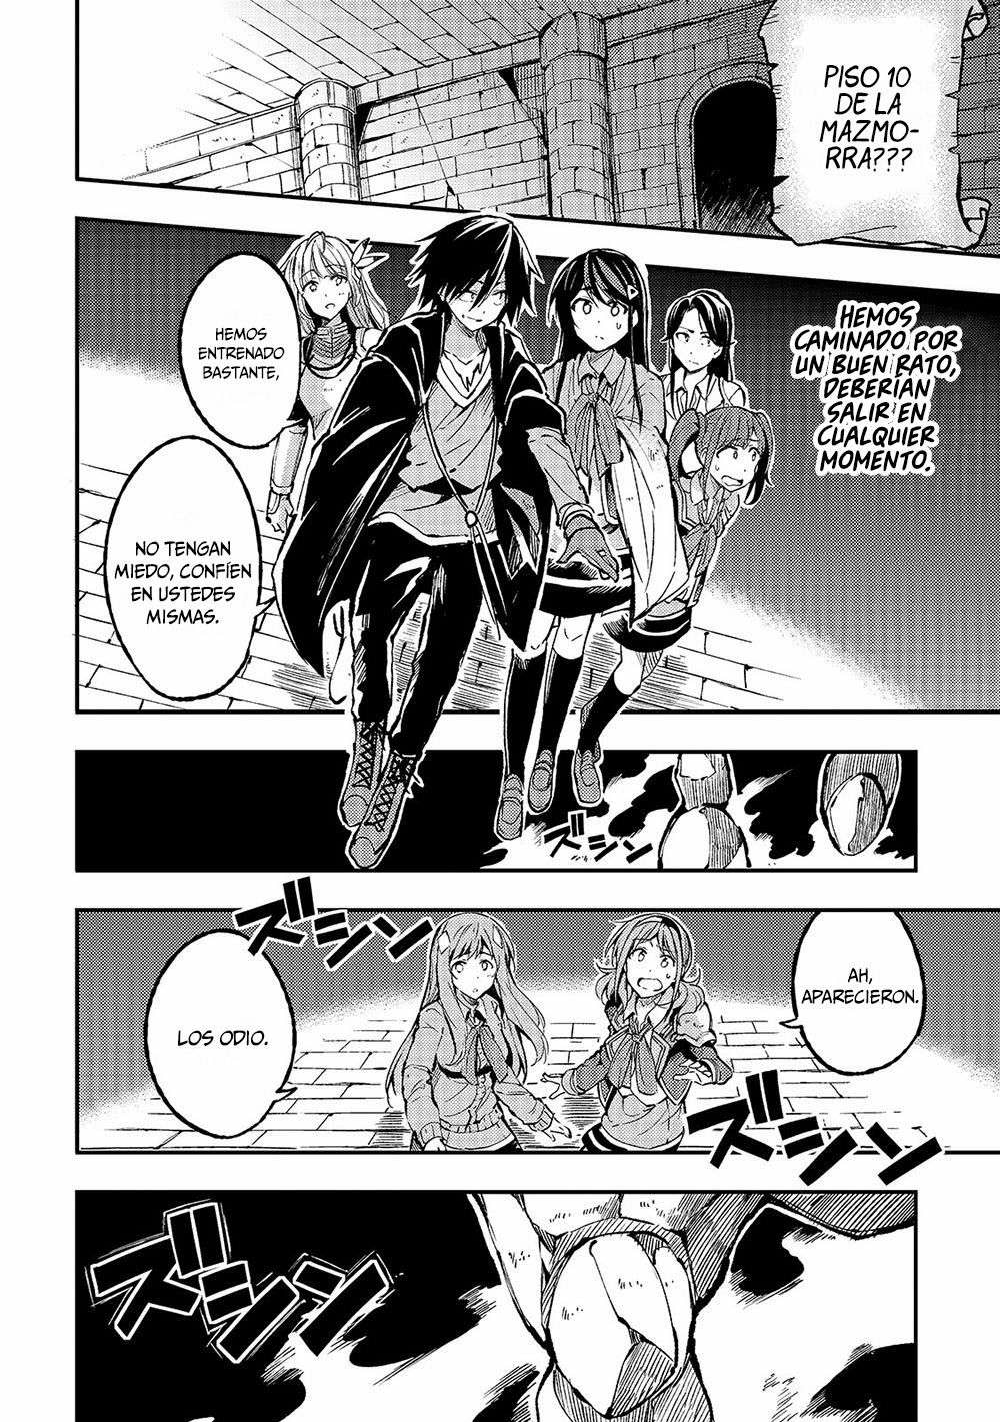 PISO 10
DE LA
MAZMO-
RRA???
HEMOS
CAMINADO POR
UN BUEN RATO,
DEBERÍAN
SALIR EN
CUALQUIER
MOMENTO.
HEMOS
ENTRENADO
BASTANTE,
NO TENGAN
MIEDO, CONFÍEN
EN USTEDES
MISMAS.
ズシン
AH,
APARECIERON.
ズシン
LOS ODIO.
ズシン
ズシン